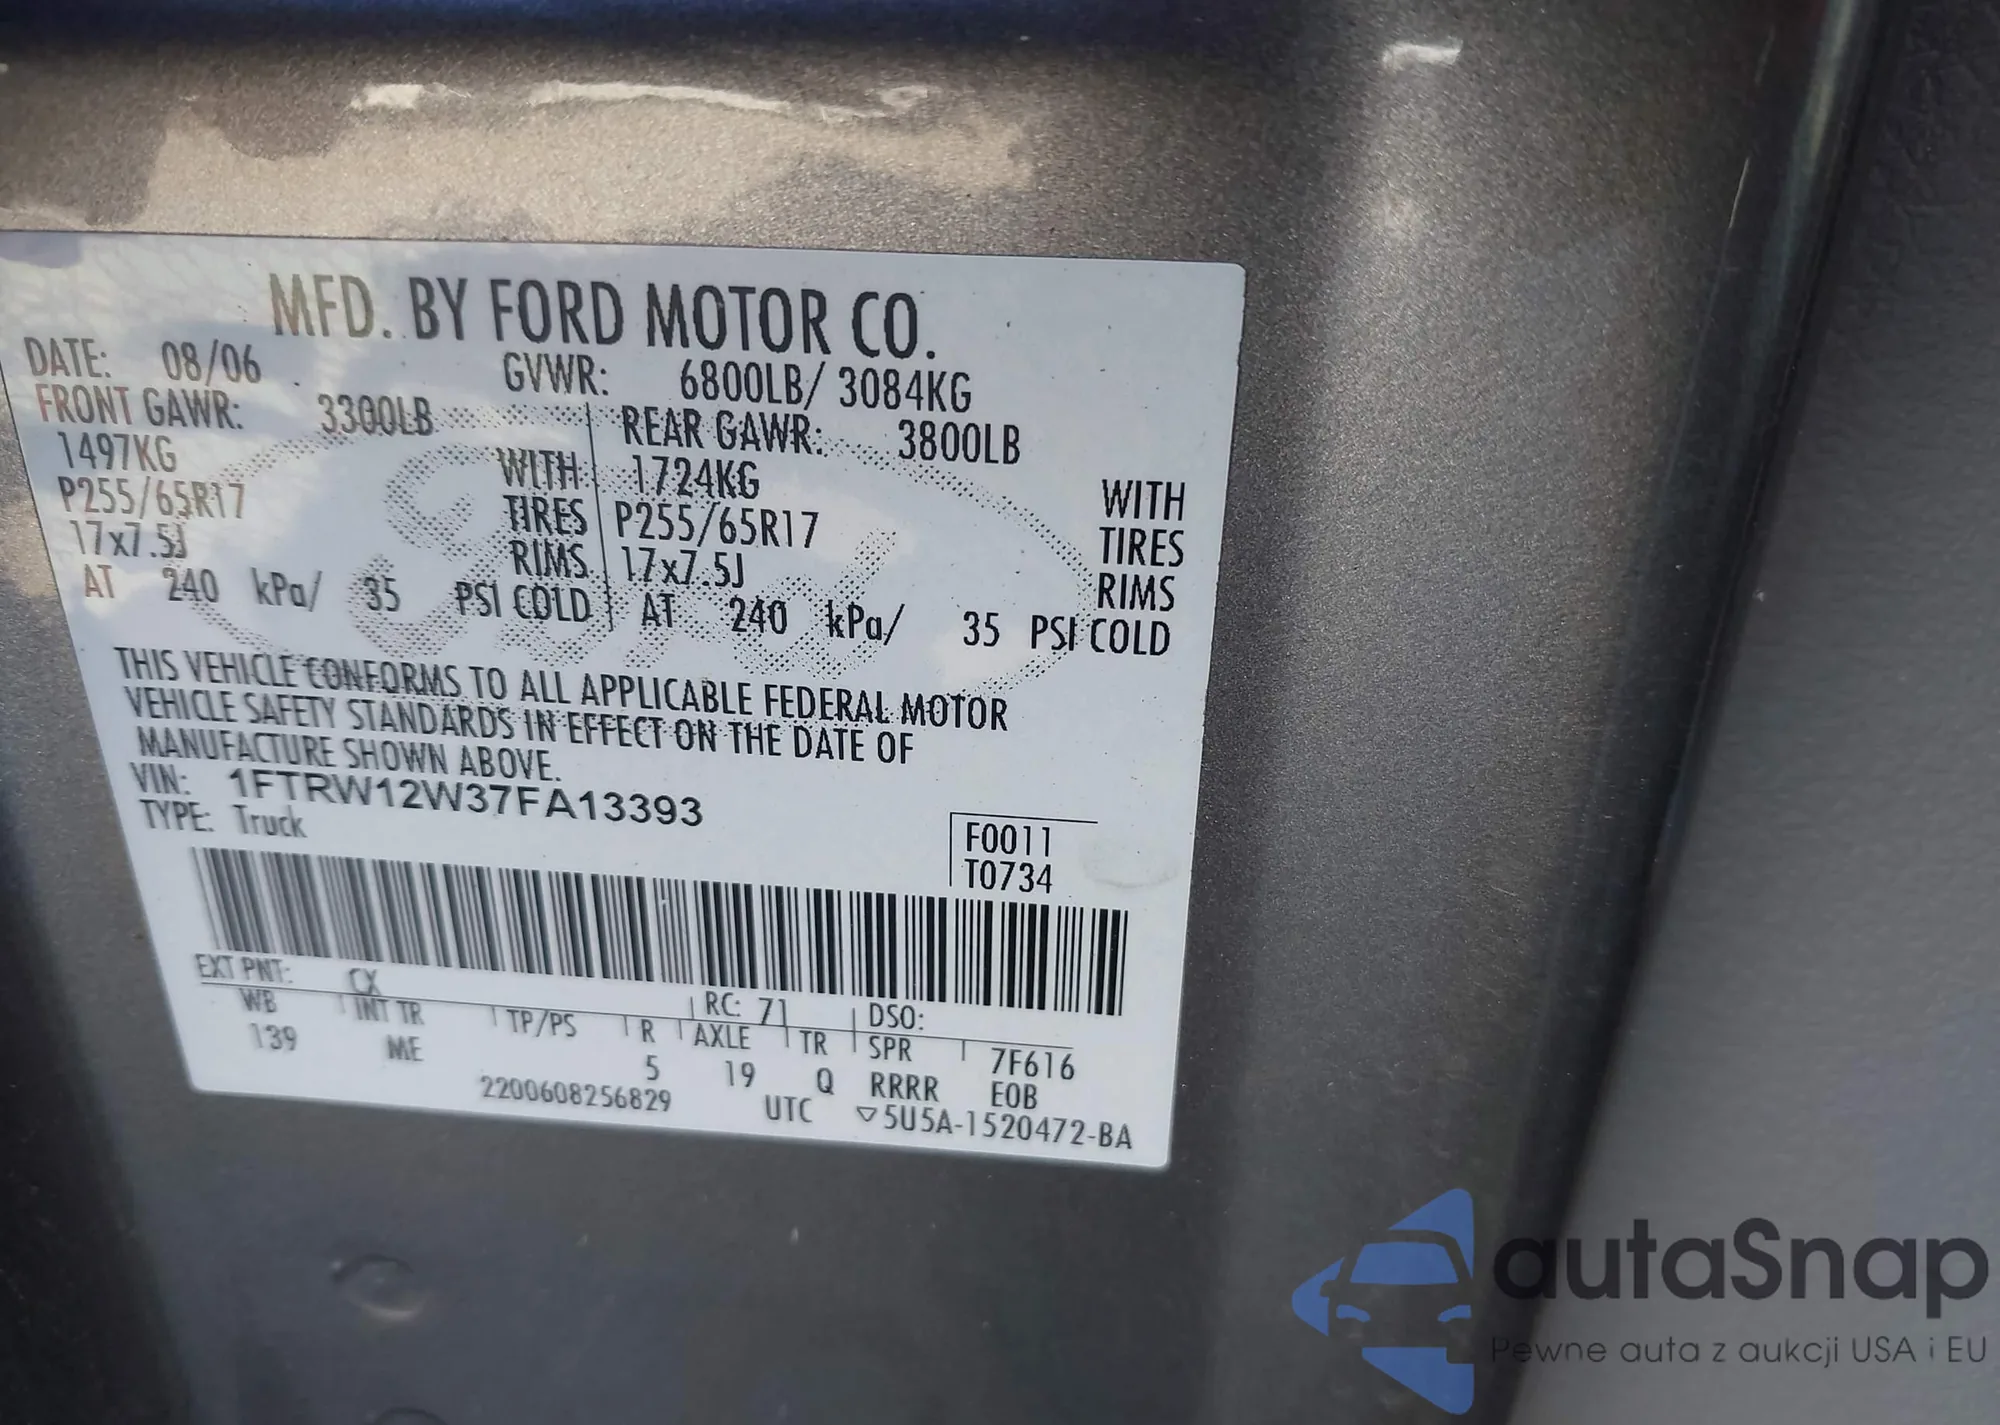 MFD. BY FORD MOTOR CO.
DATE: 08/06 GVWR: 6800LB/ 3084KG
FRONT GAWR: 3300LB REAR GAWR: 3800LB
1497KG WITH 1724KG WITH
P255/65R17 TIRES P255/65R17 TIRES
17x7.5J RIMS 17x7.5J RIMS
AT 240 kPa/ 35 PSI COLD AT 240 kPa/ 35 PSI COLD
THIS VEHICLE CONFORMS TO ALL APPLICABLE FEDERAL MOTOR
VEHICLE SAFETY STANDARDS IN EFFECT ON THE DATE OF
MANUFACTURE SHOWN ABOVE.
VIN: 1FTRW12W37FA13393
TYPE: Truck
F0011
T0734
EXT PNT: CX RC: 71 DSO:
WB INT TR TP/PS R AXLE TR SPR 7F616
139 ME 5 19 Q RRRR EOB
2200608256829 UTC ▽5U5A-1520472-BA
Ford
autaSnap
Pewne auta z aukcji USA i EU